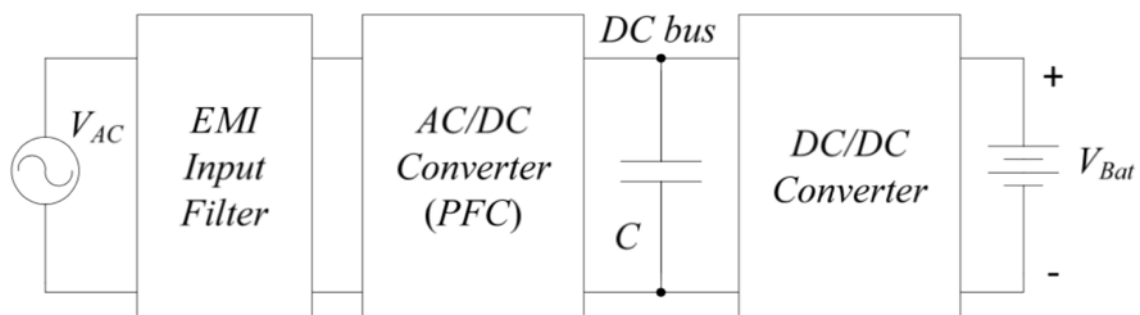 V_AC
EMI
Input
Filter
AC/DC
Converter
(PFC)
DC bus
C
DC/DC
Converter
+
V_Bat
-